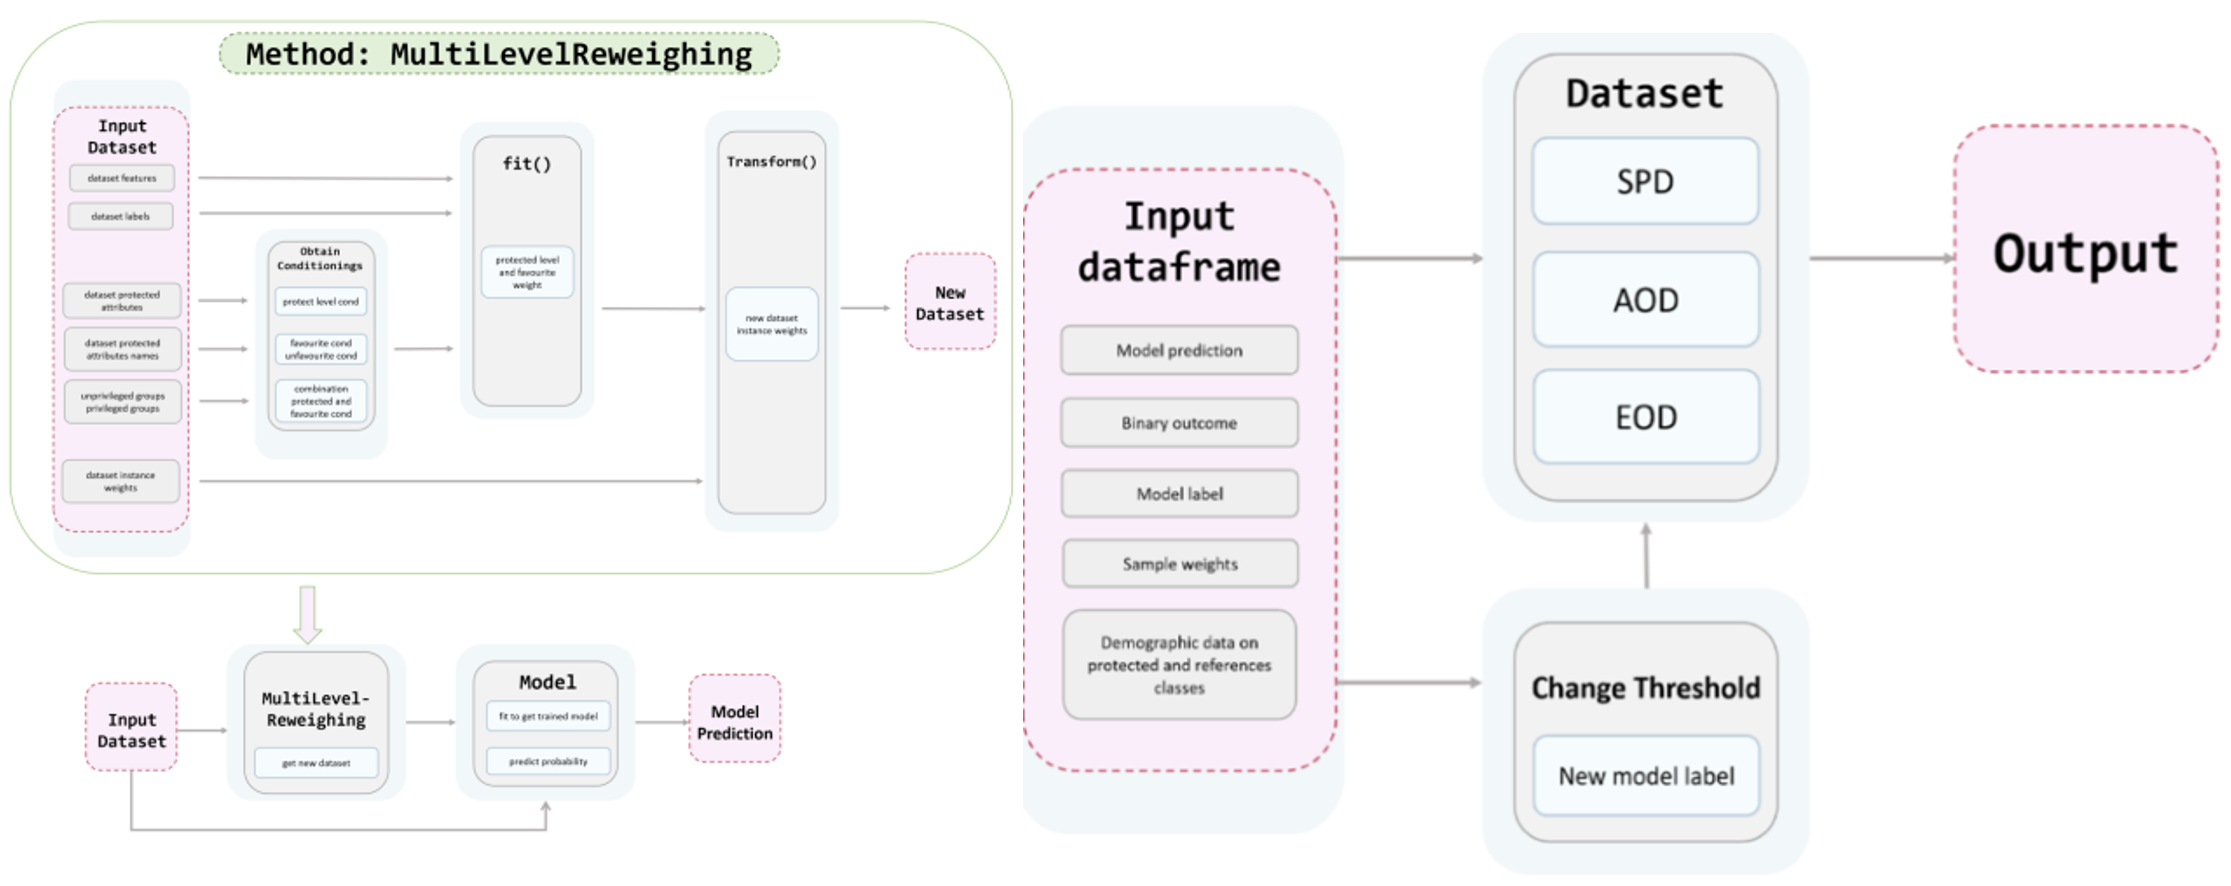 Method: MultiLevelReweighing
Input
Dataset
dataset features
dataset labels
dataset protected
attributes
dataset protected
attributes names
unprivileged groups
privileged groups
dataset instance
weights
Obtain
Conditionings
protect level cond
favourite cond
unfavourite cond
combination
protected and
favourite cond
fit()
protected level
and favourite
weight
Transform()
new dataset
instance weights
New
Dataset
Input
Dataset
MultiLevel-
Reweighing
get new dataset
Model
fit to get trained model
predict probability
Model
Prediction
Input
dataframe
Model prediction
Binary outcome
Model label
Sample weights
Demographic data on
protected and references
classes
Dataset
SPD
AOD
EOD
Change Threshold
New model label
Output